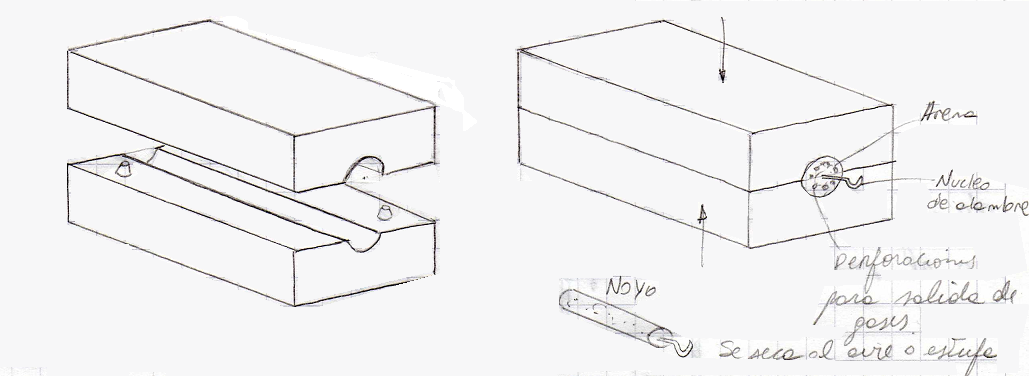 Arena
Nucleo
de alambre
Perforaciones
para salida de
gases.
Noyo
Se seca al aire ó estufa